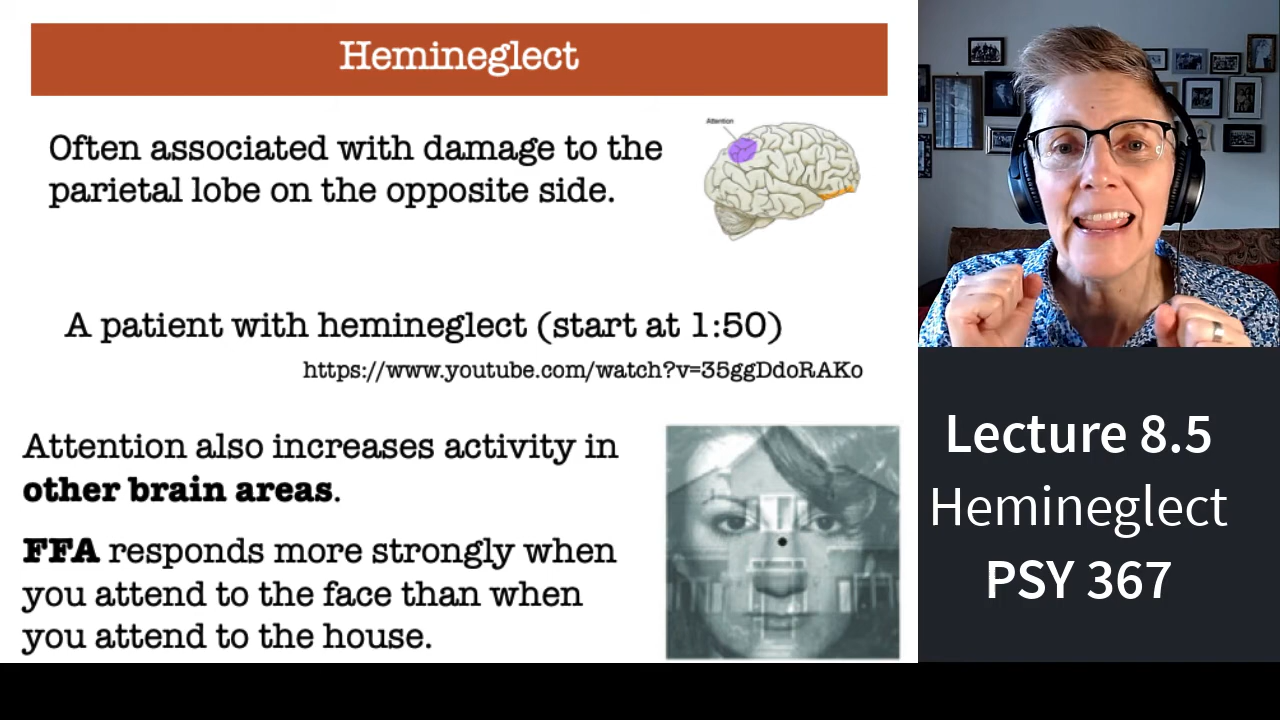 Hemineglect
Often associated with damage to the
parietal lobe on the opposite side.
Attention
A patient with hemineglect (start at 1:50)
https://www.youtube.com/watch?v=35ggDdoRAKo
Attention also increases activity in
other brain areas.
FFA responds more strongly when
you attend to the face than when
you attend to the house.
Lecture 8.5
Hemineglect
PSY 367